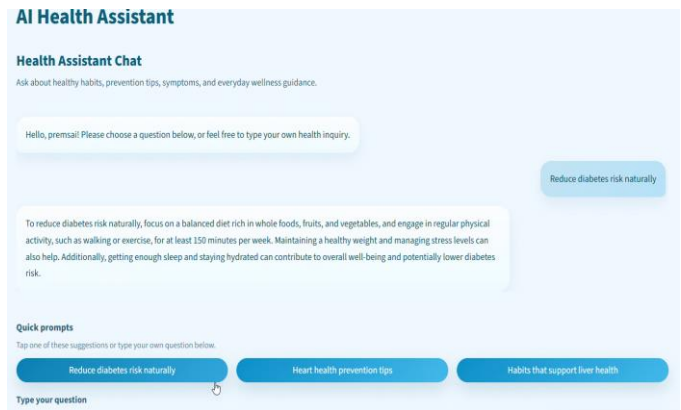 AI Health Assistant
Health Assistant Chat
Ask about healthy habits, prevention tips, symptoms, and everyday wellness guidance.
Hello, premsai! Please choose a question below, or feel free to type your own health inquiry.
Reduce diabetes risk naturally
To reduce diabetes risk naturally, focus on a balanced diet rich in whole foods, fruits, and vegetables, and engage in regular physical
activity, such as walking or exercise, for at least 150 minutes per week. Maintaining a healthy weight and managing stress levels can
also help. Additionally, getting enough sleep and staying hydrated can contribute to overall well-being and potentially lower diabetes
risk.
Quick prompts
Tap one of these suggestions or type your own question below.
Reduce diabetes risk naturally
Heart health prevention tips
Habits that support liver health
Type your question